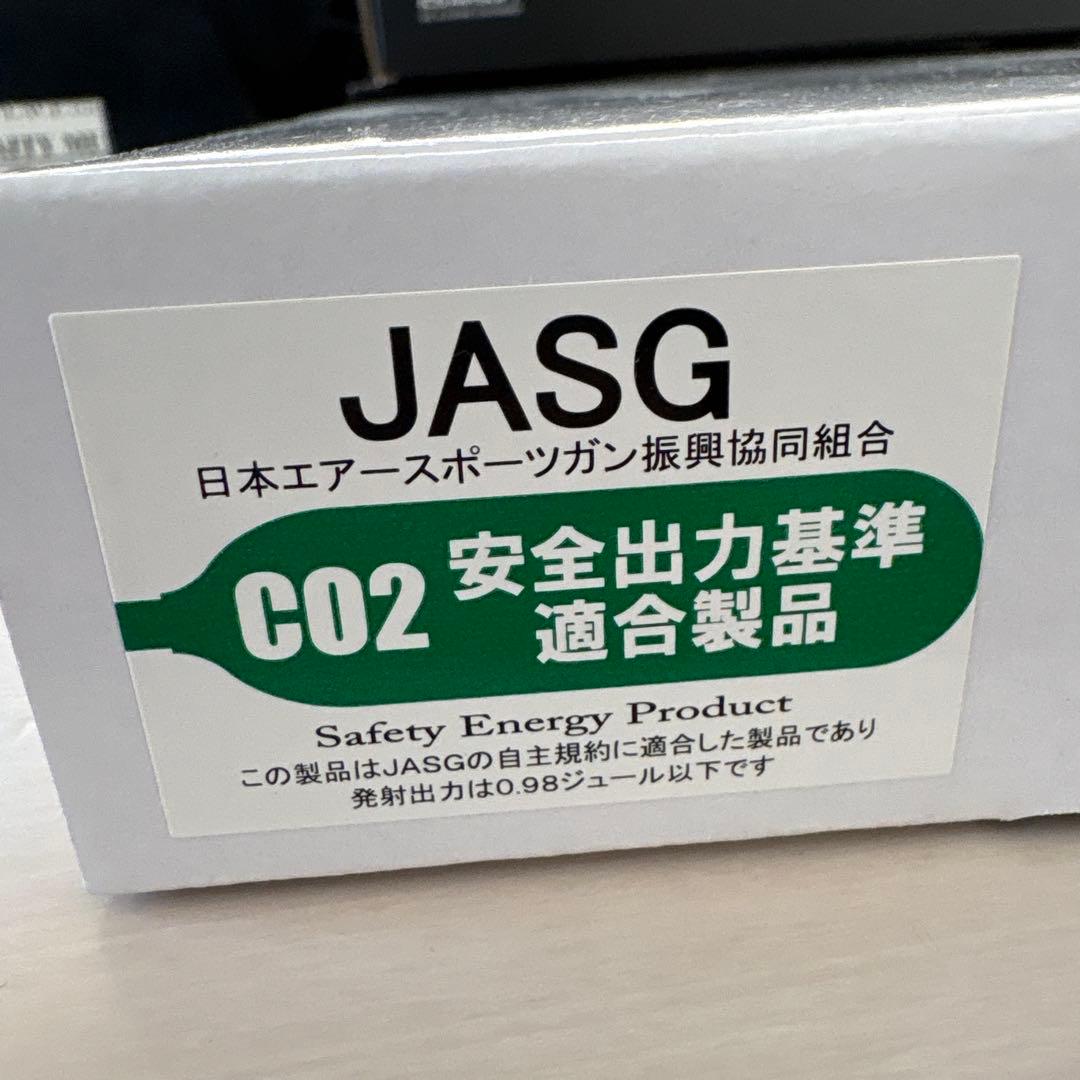 JASG
日本エアースポーツガン振興協同組合
CO2 安全出力基準
適合製品
Safety Energy Product
この製品はJASGの自主規約に適合した製品であり
発射出力は0.98ジュール以下です